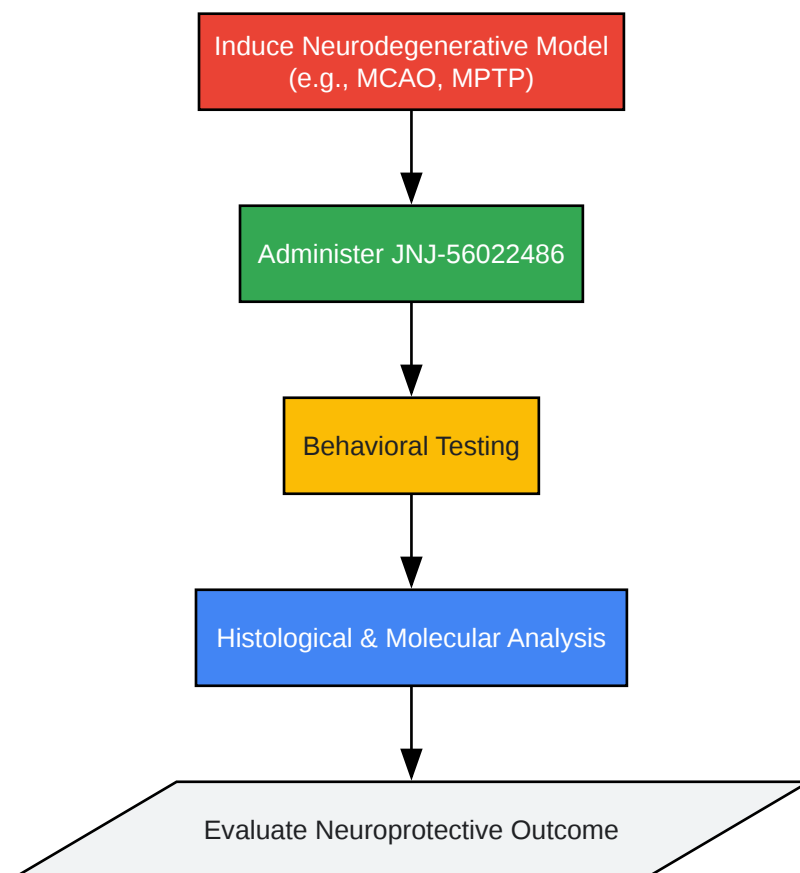 Induce Neurodegenerative Model
(e.g., MCAO, MPTP)
Administer JNJ-56022486
Behavioral Testing
Histological & Molecular Analysis
Evaluate Neuroprotective Outcome